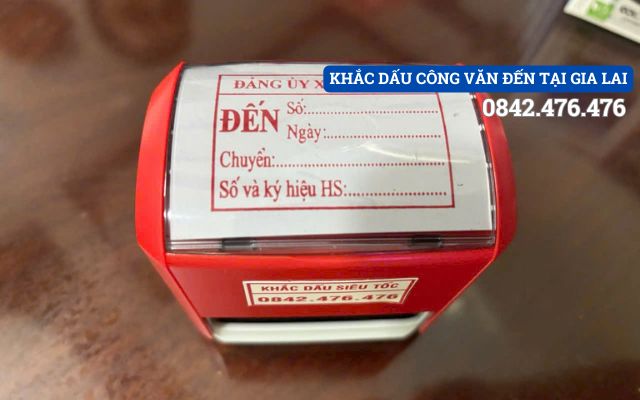 KHẮC DẤU CÔNG VĂN ĐẾN TẠI GIA LAI
0842.476.476
ĐẢNG ỦY X
ĐẾN Số:
Ngày:
Chuyển:
Số và ký hiệu HS:
KHẮC DẤU SIÊU TỐC
0842.476.476